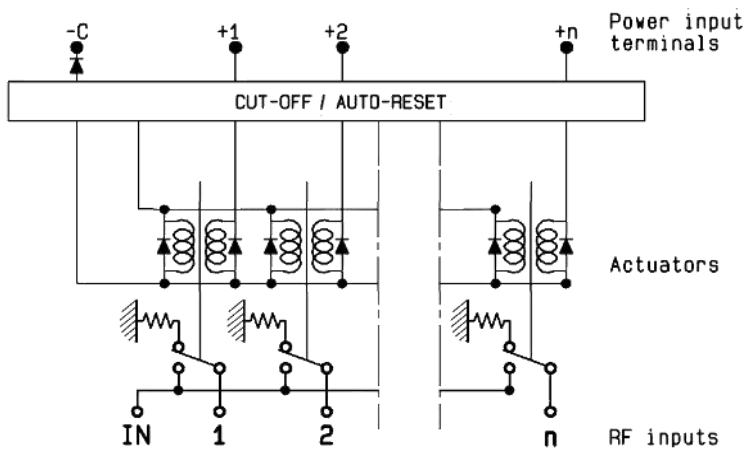 -C +1 +2 +n Power input
terminals
CUT-OFF / AUTO-RESET
Actuators
IN 1 2 n RF inputs